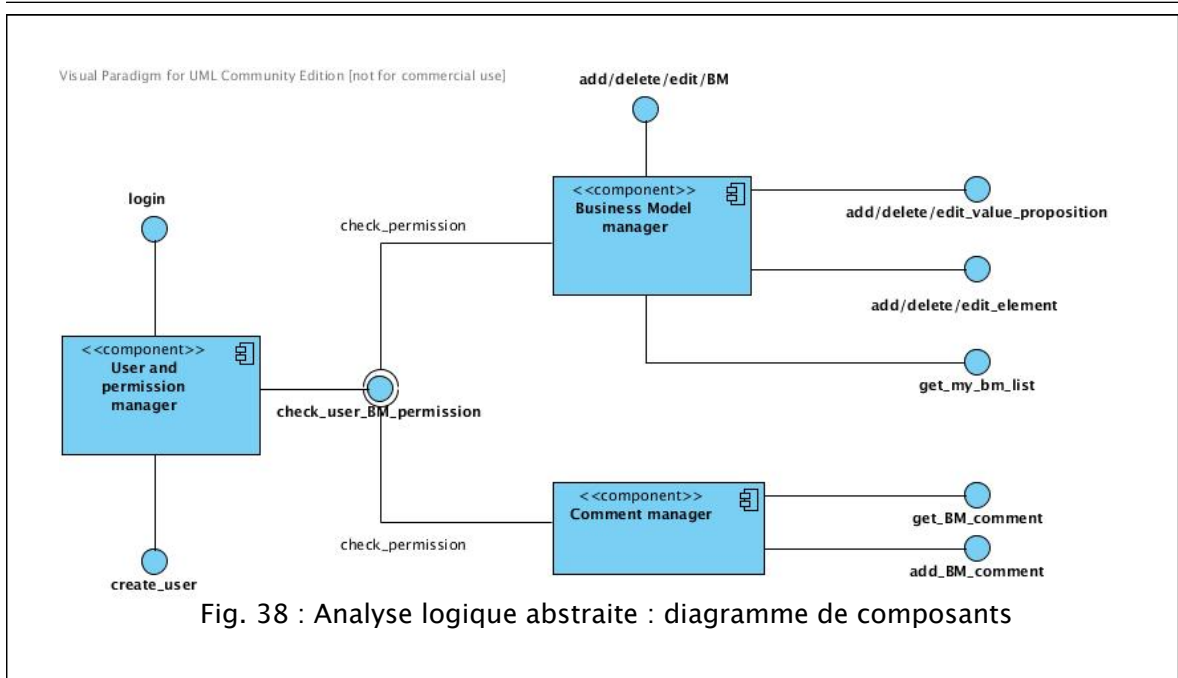 Visual Paradigm for UML Community Edition [not for commercial use]
add/delete/edit/BM
login
<<component>>
Business Model
manager
add/delete/edit_value_proposition
check_permission
add/delete/edit_element
<<component>>
User and
permission
manager
check_user_BM_permission
get_my_bm_list
<<component>>
Comment manager
get_BM_comment
check_permission
add_BM_comment
create_user
Fig. 38 : Analyse logique abstraite : diagramme de composants